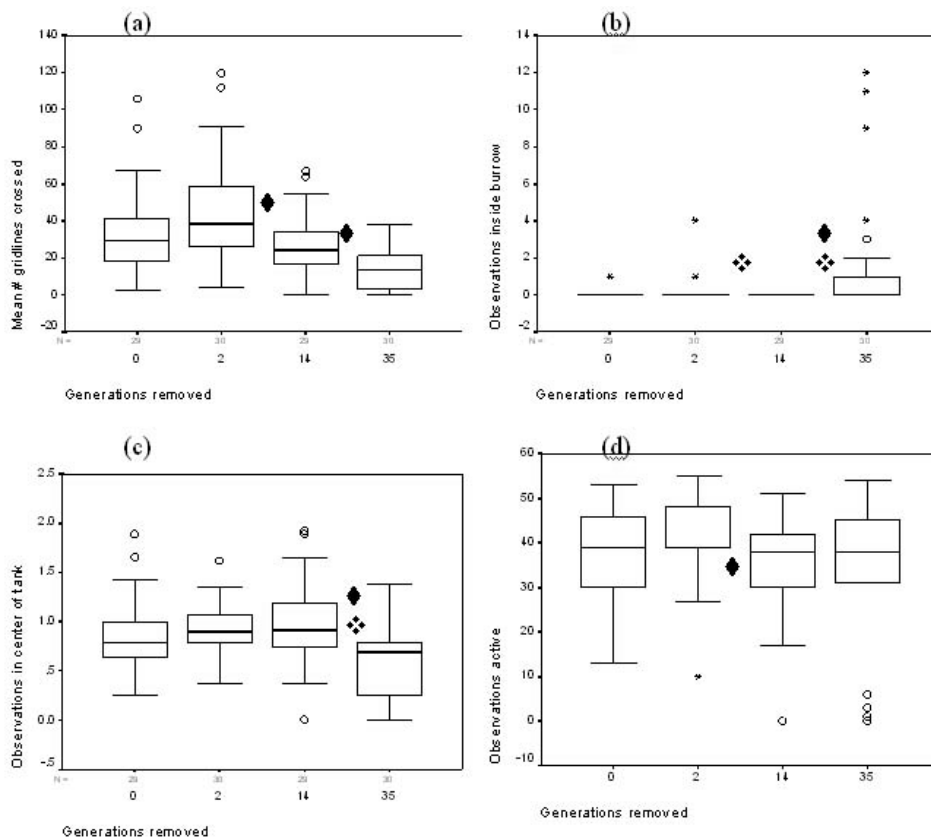 (a)
140
120
100
80
60
40
20
0
-20
Mean # gridlines crossed
N = 29 30 29 30
0 2 14 35
Generations removed
(b)
14
12
10
8
6
4
2
0
-2
Observations inside burrow
N = 29 30 29 30
0 2 14 35
Generations removed
(c)
2.5
2.0
1.5
1.0
.5
0.0
-.5
Observations in center of tank
N = 29 30 29 30
0 2 14 35
Generations removed
(d)
60
50
40
30
20
10
0
-10
Observations active
0 2 14 35
Generations removed